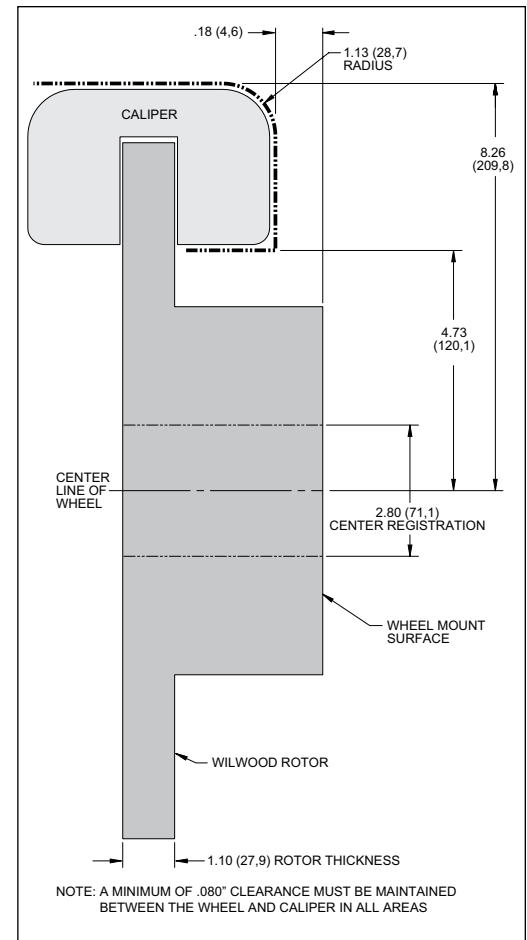 .18 (4,6)
1.13 (28,7)
RADIUS
CALIPER
8.26
(209,8)
4.73
(120,1)
CENTER
LINE OF
WHEEL
2.80 (71,1)
CENTER REGISTRATION
WHEEL MOUNT
SURFACE
WILWOOD ROTOR
1.10 (27,9) ROTOR THICKNESS
NOTE: A MINIMUM OF .080" CLEARANCE MUST BE MAINTAINED
BETWEEN THE WHEEL AND CALIPER IN ALL AREAS